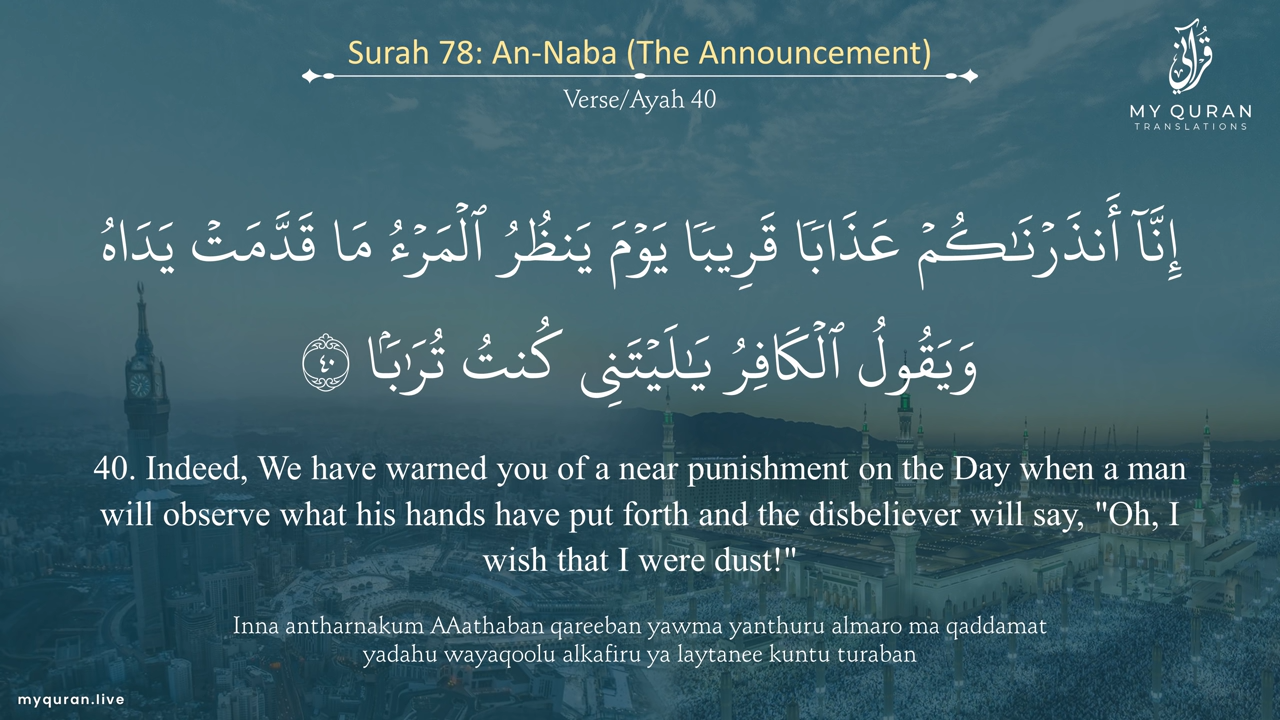 Surah 78: An-Naba (The Announcement)
Verse/Ayah 40
قرآني
MY QURAN
TRANSLATIONS
إِنَّآ أَنذَرْنَـٰكُمْ عَذَابًا قَرِيبًا يَوْمَ يَنظُرُ ٱلْمَرْءُ مَا قَدَّمَتْ يَدَاهُ
وَيَقُولُ ٱلْكَافِرُ يَـٰلَيْتَنِى كُنتُ تُرَٰبَۢا ٤٠
40. Indeed, We have warned you of a near punishment on the Day when a man
will observe what his hands have put forth and the disbeliever will say, "Oh, I
wish that I were dust!"
Inna antharnakum AAathaban qareeban yawma yanthuru almaro ma qaddamat
yadahu wayaqoolu alkafiru ya laytanee kuntu turaban
myquran.live